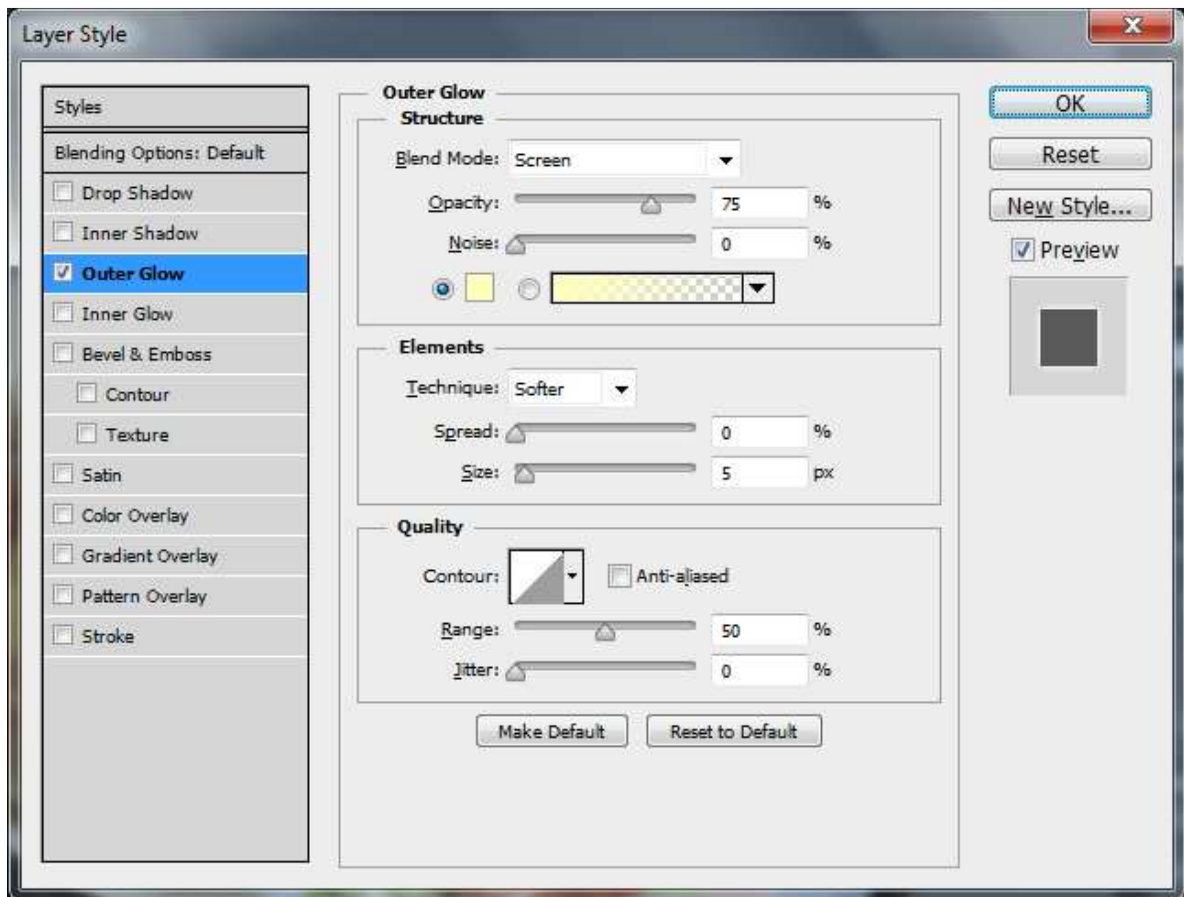 Layer Style
Styles
Blending Options: Default
Drop Shadow
Inner Shadow
Outer Glow
Inner Glow
Bevel & Emboss
Contour
Texture
Satin
Color Overlay
Gradient Overlay
Pattern Overlay
Stroke
Outer Glow
Structure
Blend Mode: Screen
Opacity: 75 %
Noise: 0 %
Elements
Technique: Softer
Spread: 0 %
Size: 5 px
Quality
Contour: Anti-aliased
Range: 50 %
Jitter: 0 %
Make Default Reset to Default
OK
Reset
New Style...
Preview